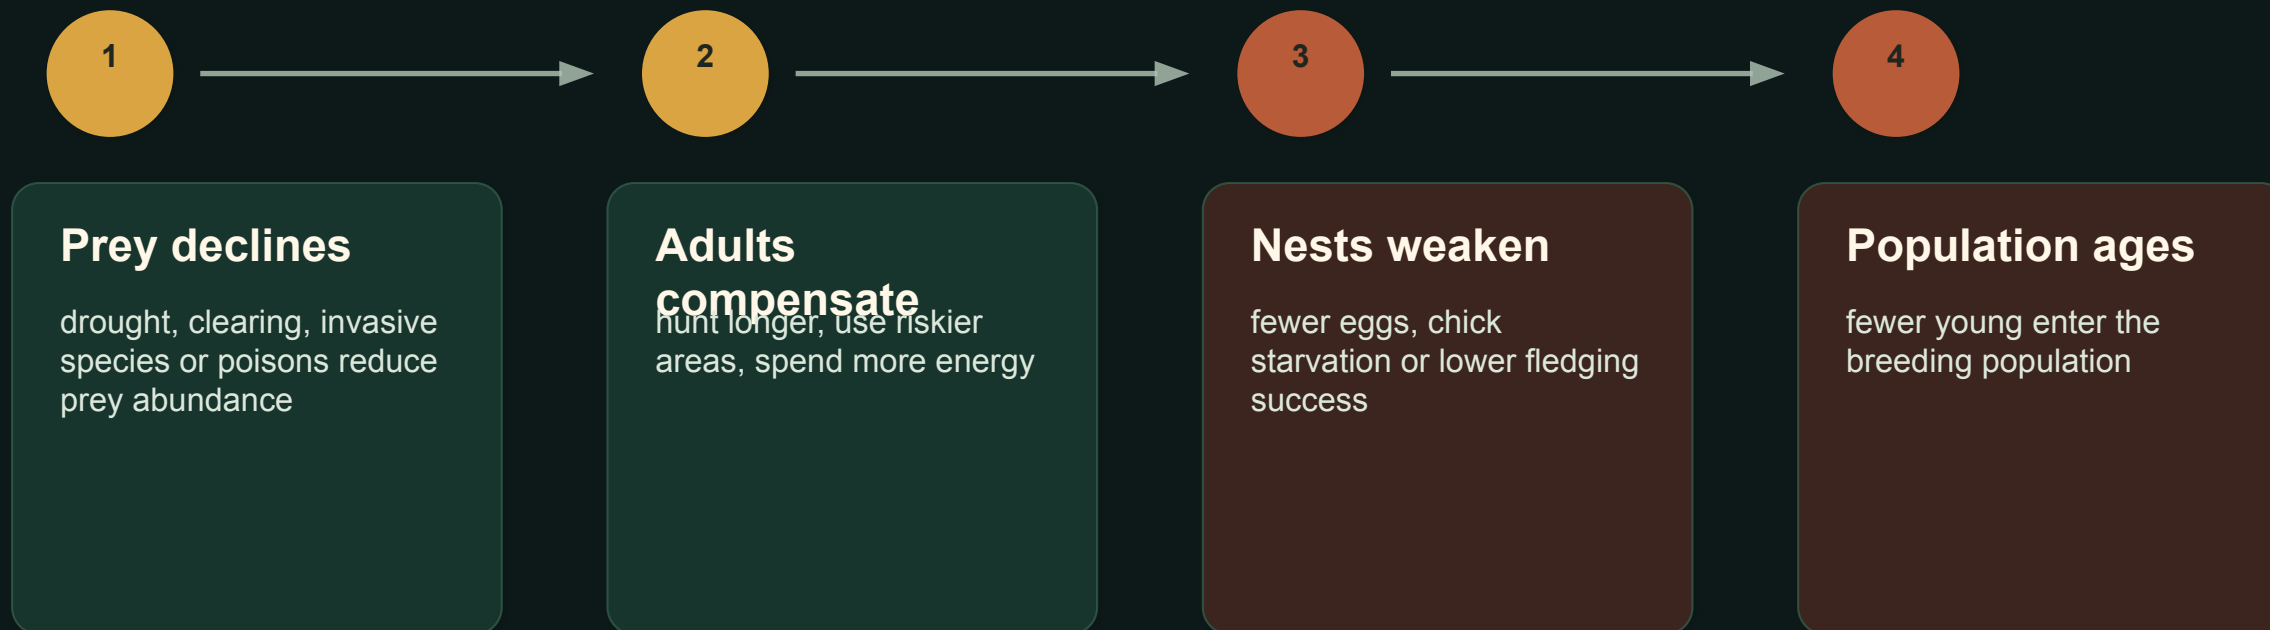 1
2
3
4
Prey declines
drought, clearing, invasive
species or poisons reduce
prey abundance
Adults
compensate
hunt longer, use riskier
areas, spend more energy
Nests weaken
fewer eggs, chick
starvation or lower fledging
success
Population ages
fewer young enter the
breeding population